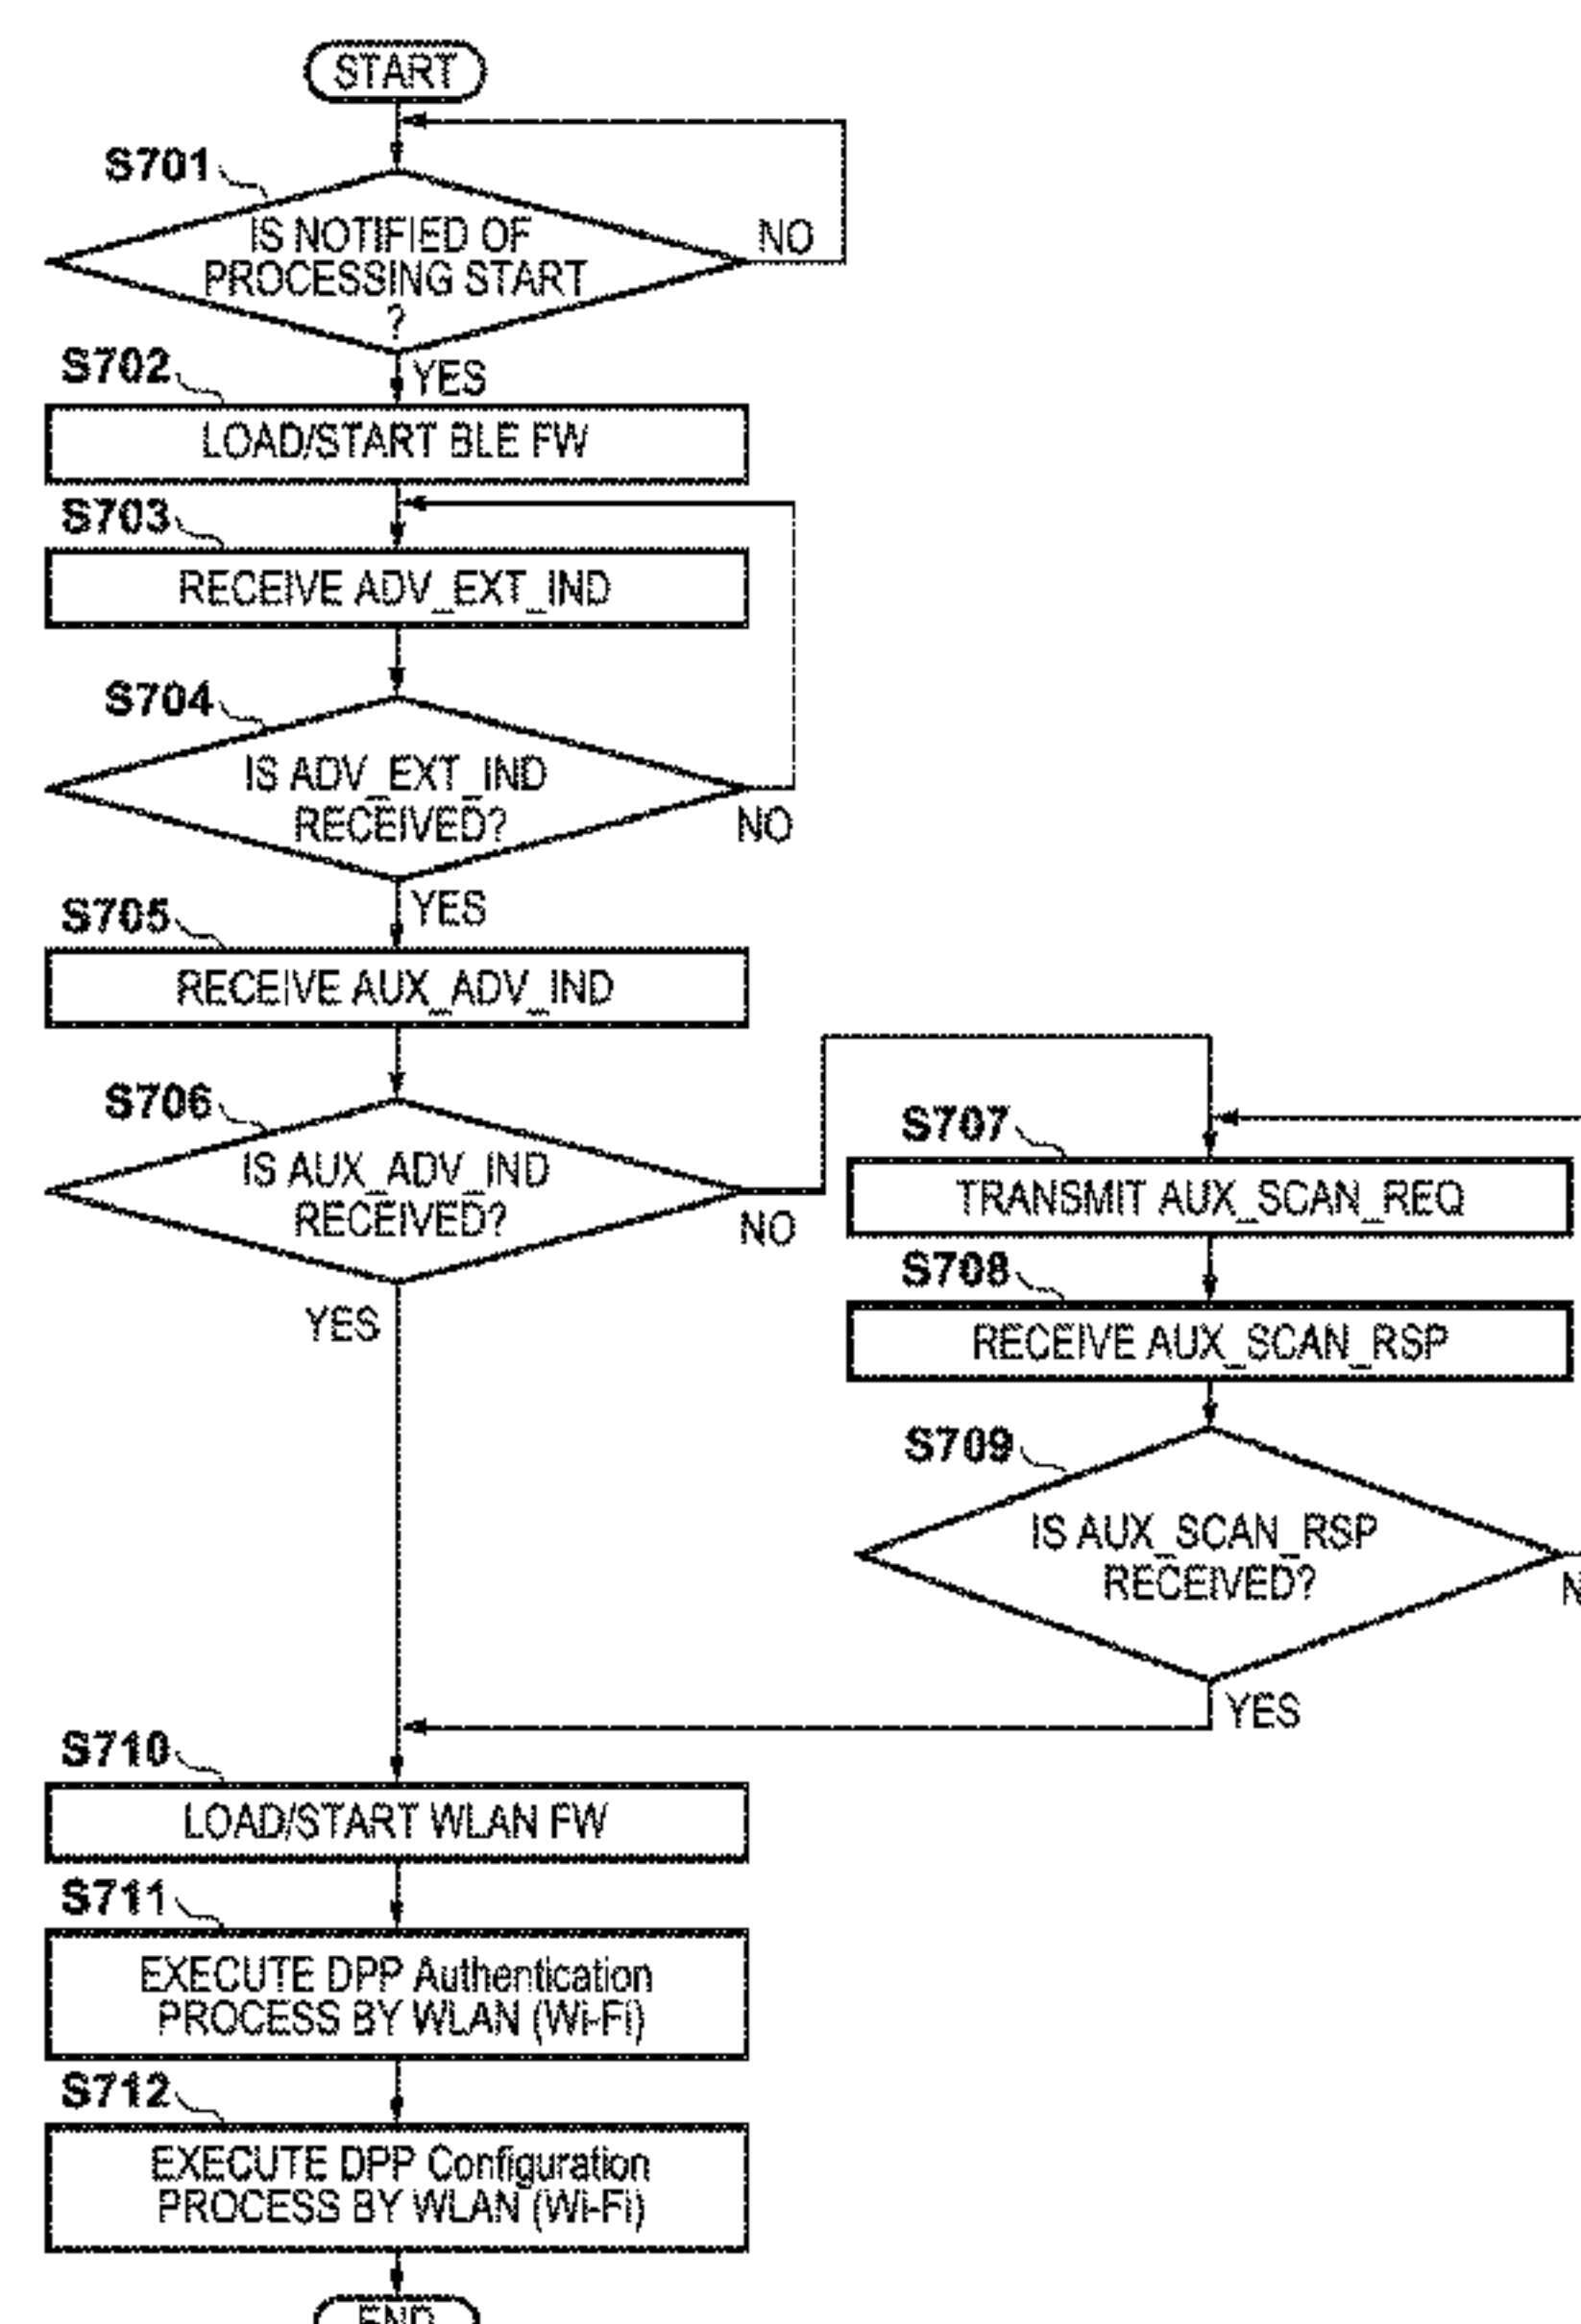 START
S701
IS NOTIFIED OF
PROCESSING START
?
NO
YES
S702
LOAD/START BLE FW
S703
RECEIVE ADV_EXT_IND
S704
IS ADV_EXT_IND
RECEIVED?
NO
YES
S705
RECEIVE AUX_ADV_IND
S706
IS AUX_ADV_IND
RECEIVED?
NO
YES
S707
TRANSMIT AUX_SCAN_REQ
S708
RECEIVE AUX_SCAN_RSP
S709
IS AUX_SCAN_RSP
RECEIVED?
N
YES
S710
LOAD/START WLAN FW
S711
EXECUTE DPP Authentication
PROCESS BY WLAN (Wi-Fi)
S712
EXECUTE DPP Configuration
PROCESS BY WLAN (Wi-Fi)
END